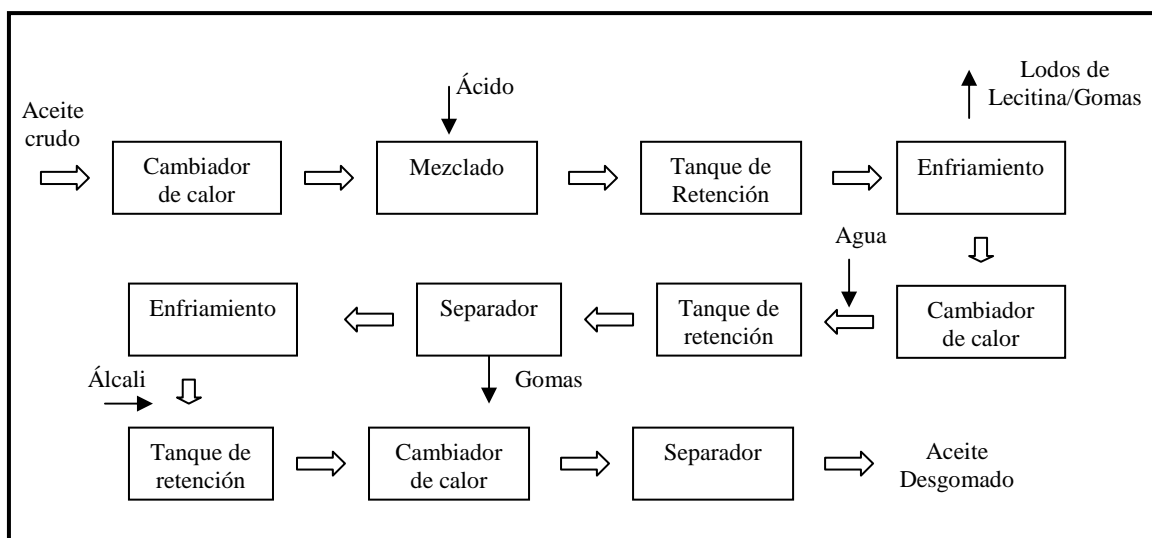 Aceite
crudo
Cambiador
de calor
Ácido
Mezclado
Tanque de
Retención
Lodos de
Lecitina/Gomas
Enfriamiento
Cambiador
de calor
Agua
Tanque de
retención
Separador
Gomas
Enfriamiento
Álcali
Tanque de
retención
Cambiador
de calor
Separador
Aceite
Desgomado